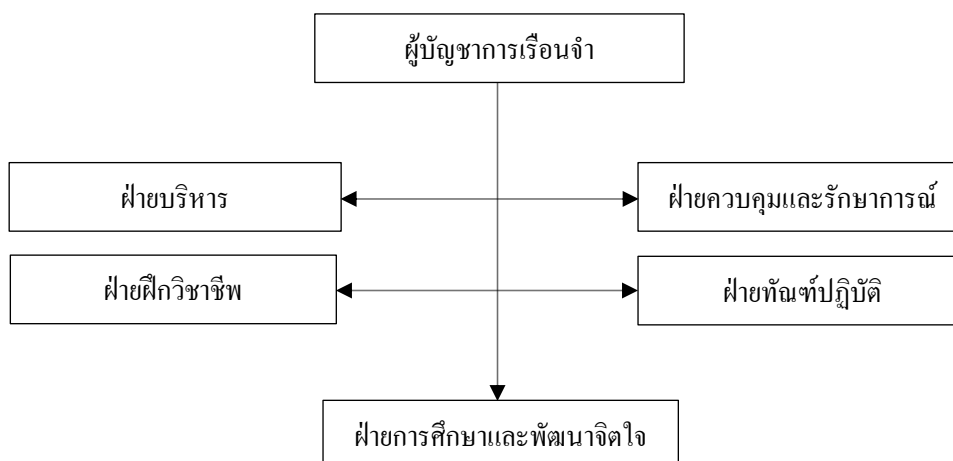 ผู้บัญชาการเรือนจำ
ฝ่ายบริหาร
ฝ่ายควบคุมและรักษาการณ์
ฝ่ายฝึกวิชาชีพ
ฝ่ายทัณฑ์ปฏิบัติ
ฝ่ายการศึกษาและพัฒนาจิตใจ